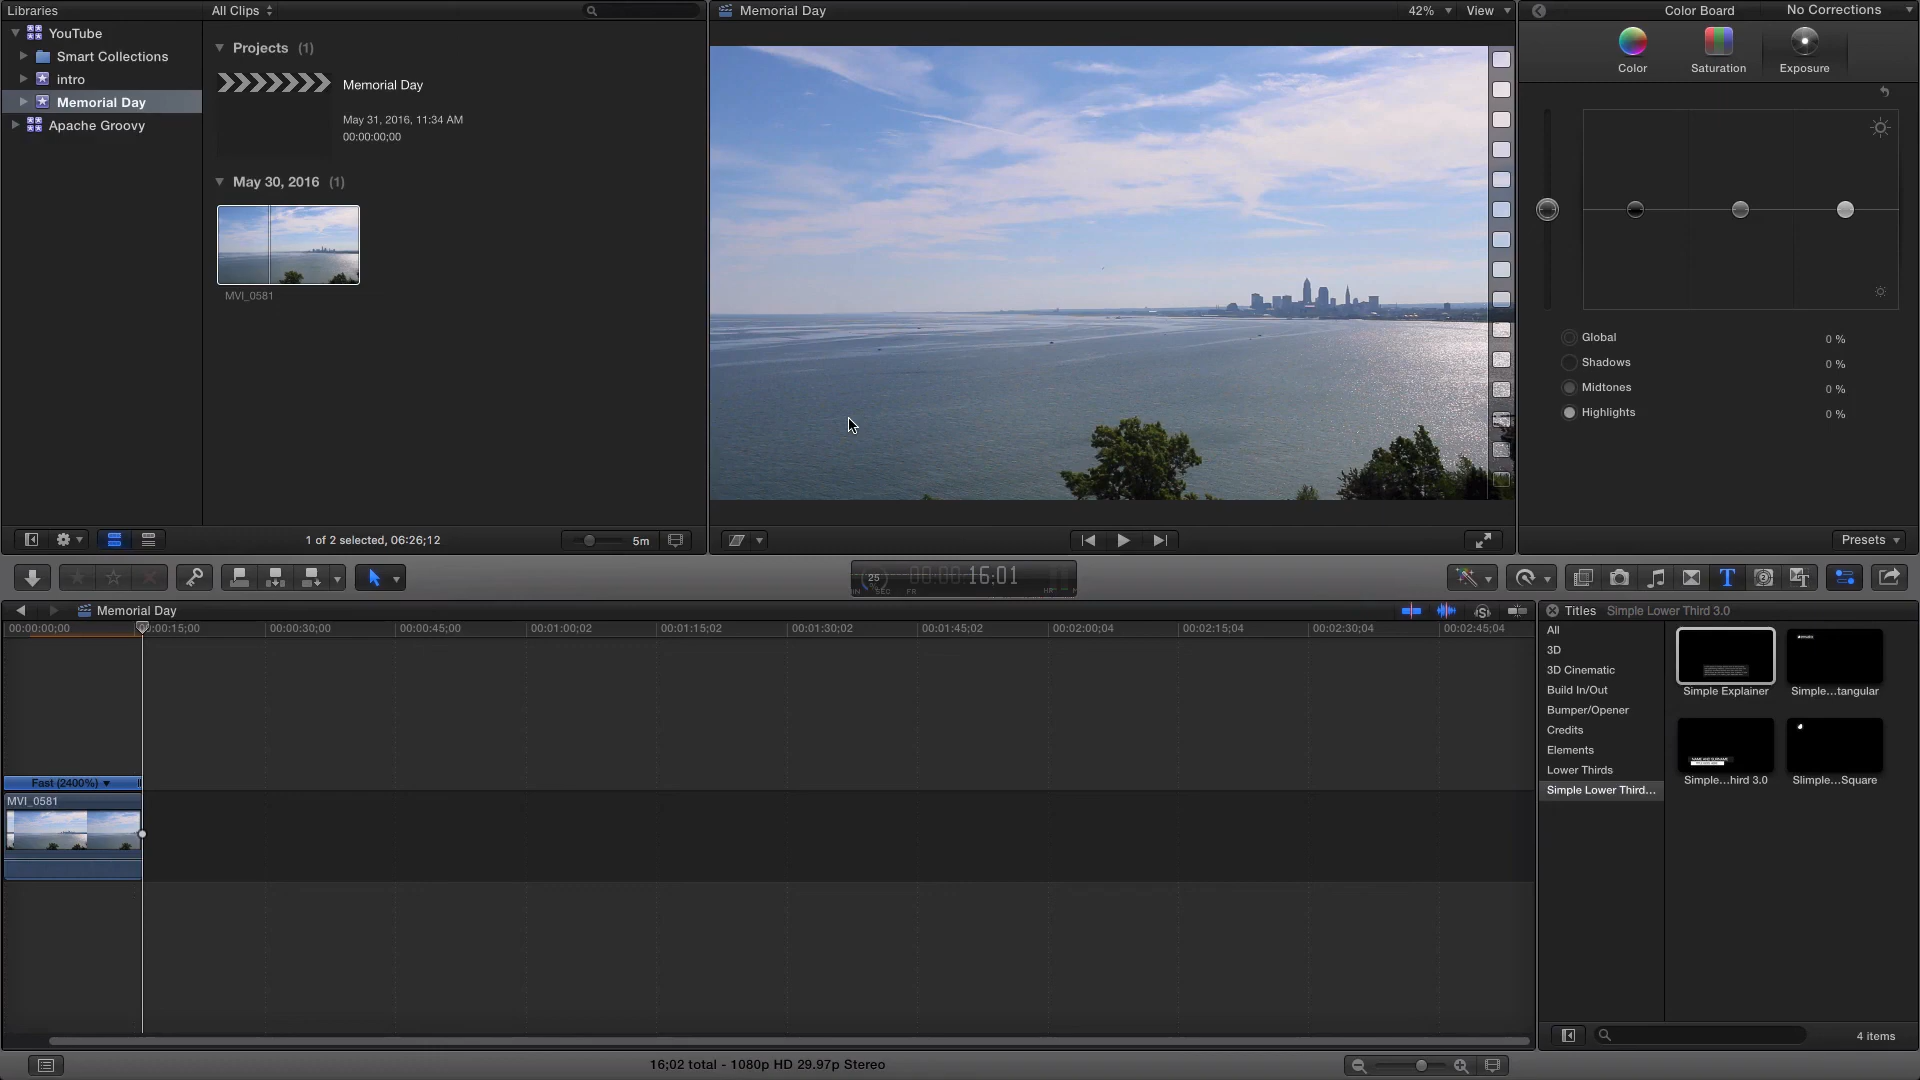 Libraries
All Clips
YouTube
Smart Collections
intro
Memorial Day
Apache Groovy
Projects (1)
Memorial Day
May 31, 2016, 11:34 AM
00:00:00;00
May 30, 2016 (1)
MVI_0581
1 of 2 selected, 06:26;12
5m
Memorial Day
42%
View
Color Board
No Corrections
Color
Saturation
Exposure
Global
0 %
Shadows
0 %
Midtones
0 %
Highlights
0 %
Presets
25
00:00:16:01
SEC
FR
Memorial Day
00:00:00;00
00:00:15;00
00:00:30;00
00:00:45;00
00:01:00;02
00:01:15;02
00:01:30;02
00:01:45;02
00:02:00;04
00:02:15;04
00:02:30;04
00:02:45;04
Fast (2400%)
MVI_0581
Titles
Simple Lower Third 3.0
All
3D
3D Cinematic
Build In/Out
Bumper/Opener
Credits
Elements
Lower Thirds
Simple Lower Third...
Simple Explainer
Simple...tangular
Simple...hird 3.0
Slimple...Square
4 items
16;02 total - 1080p HD 29.97p Stereo